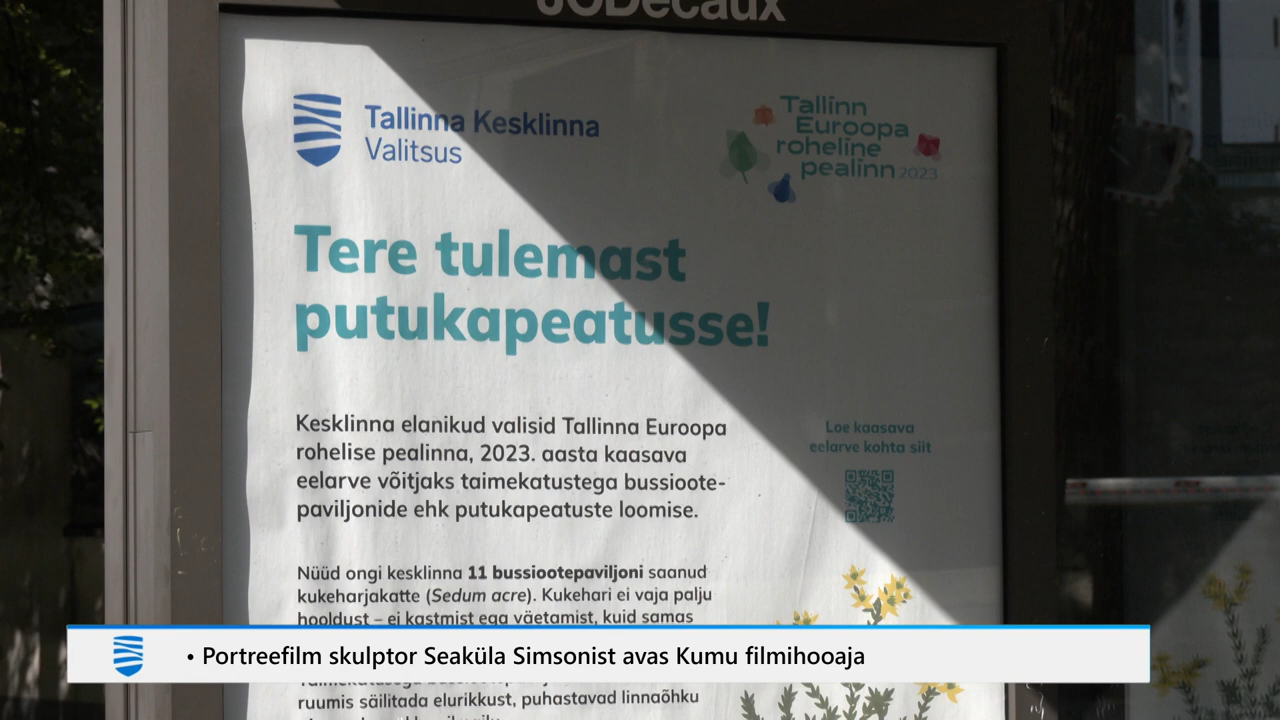 JCDecaux
Tallinna Kesklinna
Valitsus
Tallinn
Euroopa
roheline
pealinn 2023
Tere tulemast
putukapeatusse!
Kesklinna elanikud valisid Tallinna Euroopa
rohelise pealinna, 2023. aasta kaasava
eelarve võitjaks taimekatustega bussioote-
paviljonide ehk putukapeatuste loomise.
Loe kaasava
eelarve kohta siit
Nüüd ongi kesklinna 11 bussiootepaviljoni saanud
kukeharjakatte (Sedum acre). Kukehari ei vaja palju
hooldust – ei kastmist ega väetamist, kuid samas
• Portreefilm skulptor Seaküla Simsonist avas Kumu filmihooaja
ruumis säilitada elurikkust, puhastavad linnaõhku